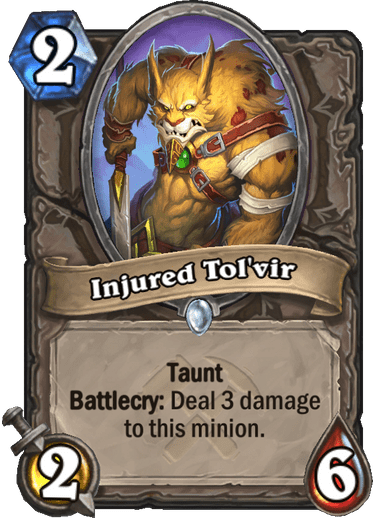 2
Injured Tol'vir
Taunt
Battlecry: Deal 3 damage
to this minion.
2
6